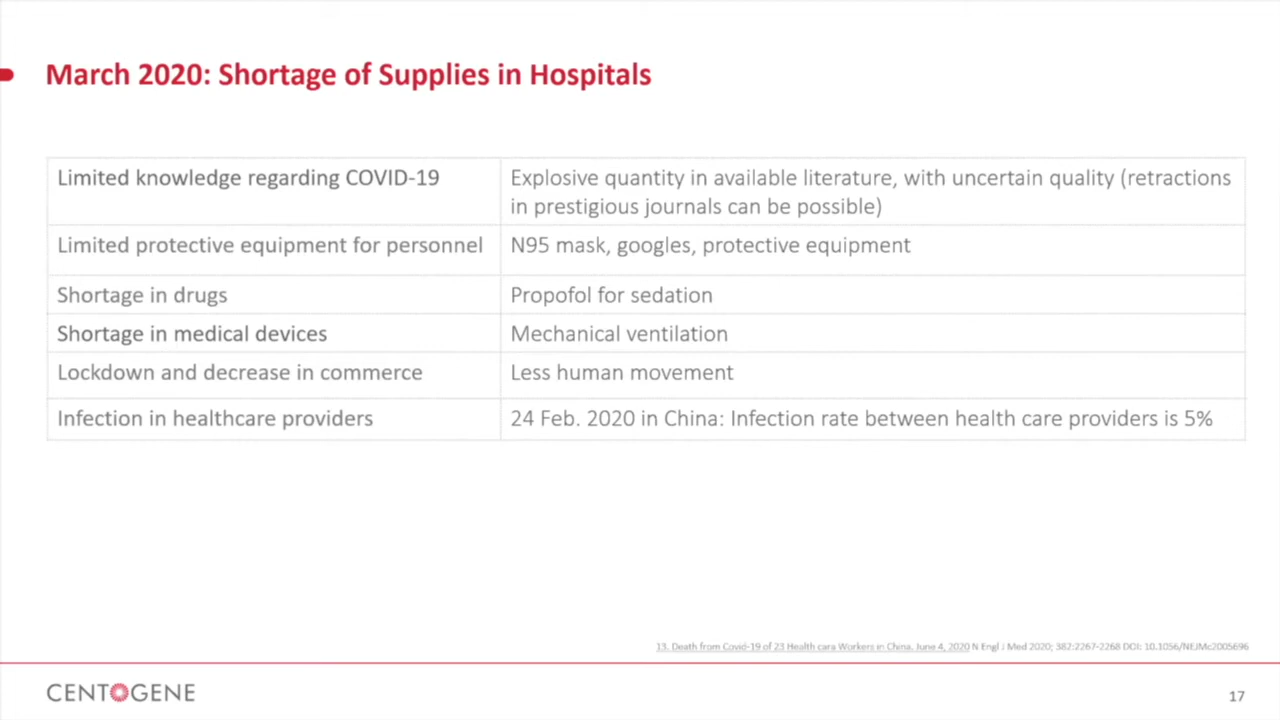 March 2020: Shortage of Supplies in Hospitals
Limited knowledge regarding COVID-19
Explosive quantity in available literature, with uncertain quality (retractions
in prestigious journals can be possible)
Limited protective equipment for personnel
N95 mask, googles, protective equipment
Shortage in drugs
Propofol for sedation
Shortage in medical devices
Mechanical ventilation
Lockdown and decrease in commerce
Less human movement
Infection in healthcare providers
24 Feb. 2020 in China: Infection rate between health care providers is 5%
13. Death from Covid-19 of 23 Health cara Workers in China. June 4, 2020 N Engl J Med 2020; 382:2267-2268 DOI: 10.1056/NEJMc2005696
CENTOGENE
17